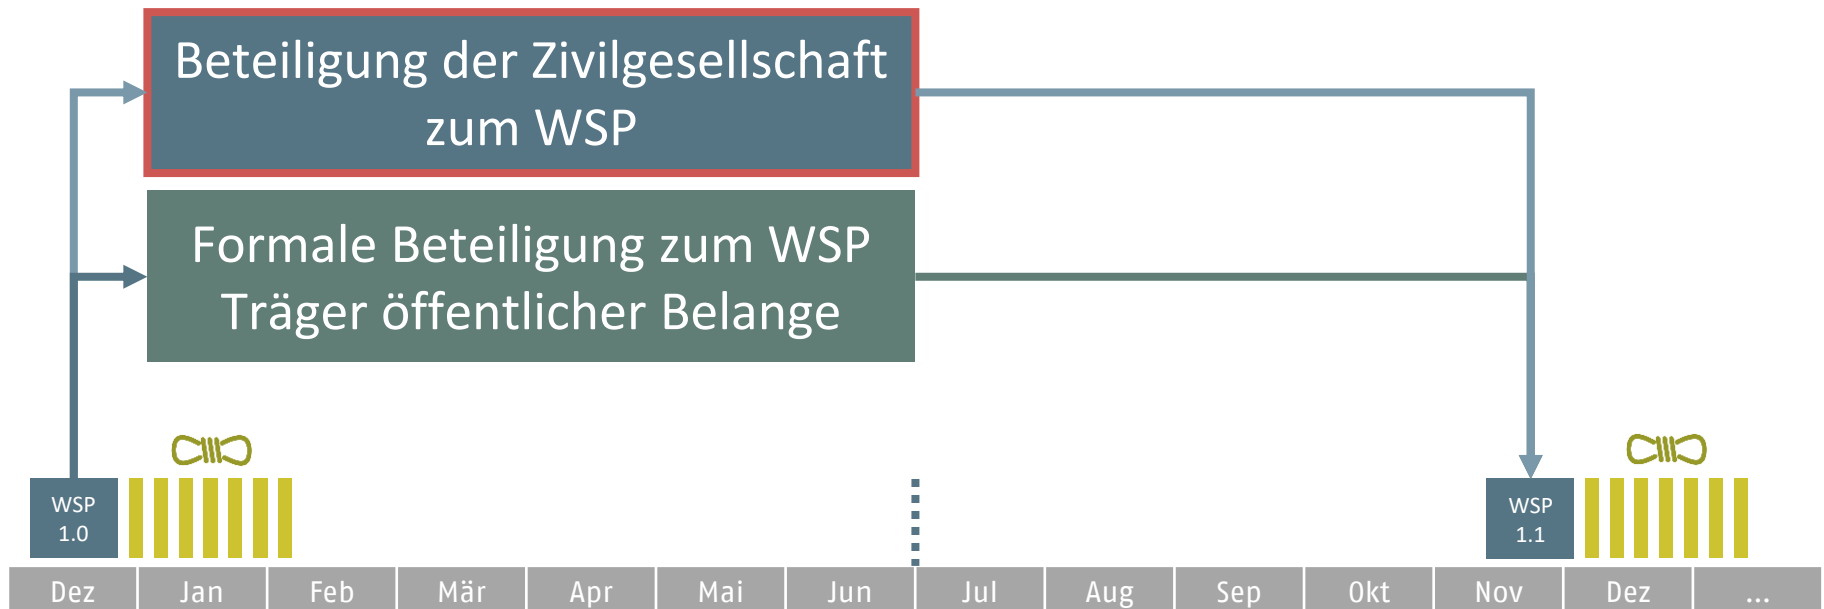 Beteiligung der Zivilgesellschaft
zum WSP
Formale Beteiligung zum WSP
Träger öffentlicher Belange
WSP
1.0
WSP
1.1
Dez Jan Feb Mär Apr Mai Jun Jul Aug Sep Okt Nov Dez ...